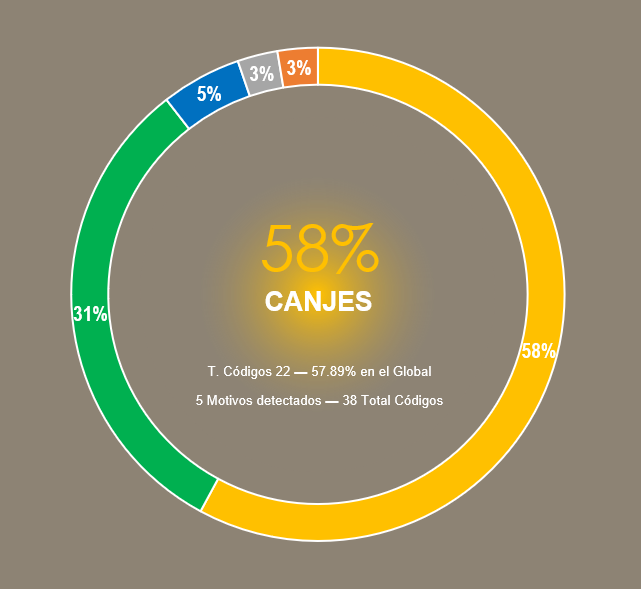 5%
3%
3%
58%
CANJES
31%
58%
T. Códigos 22 — 57.89% en el Global
5 Motivos detectados — 38 Total Códigos